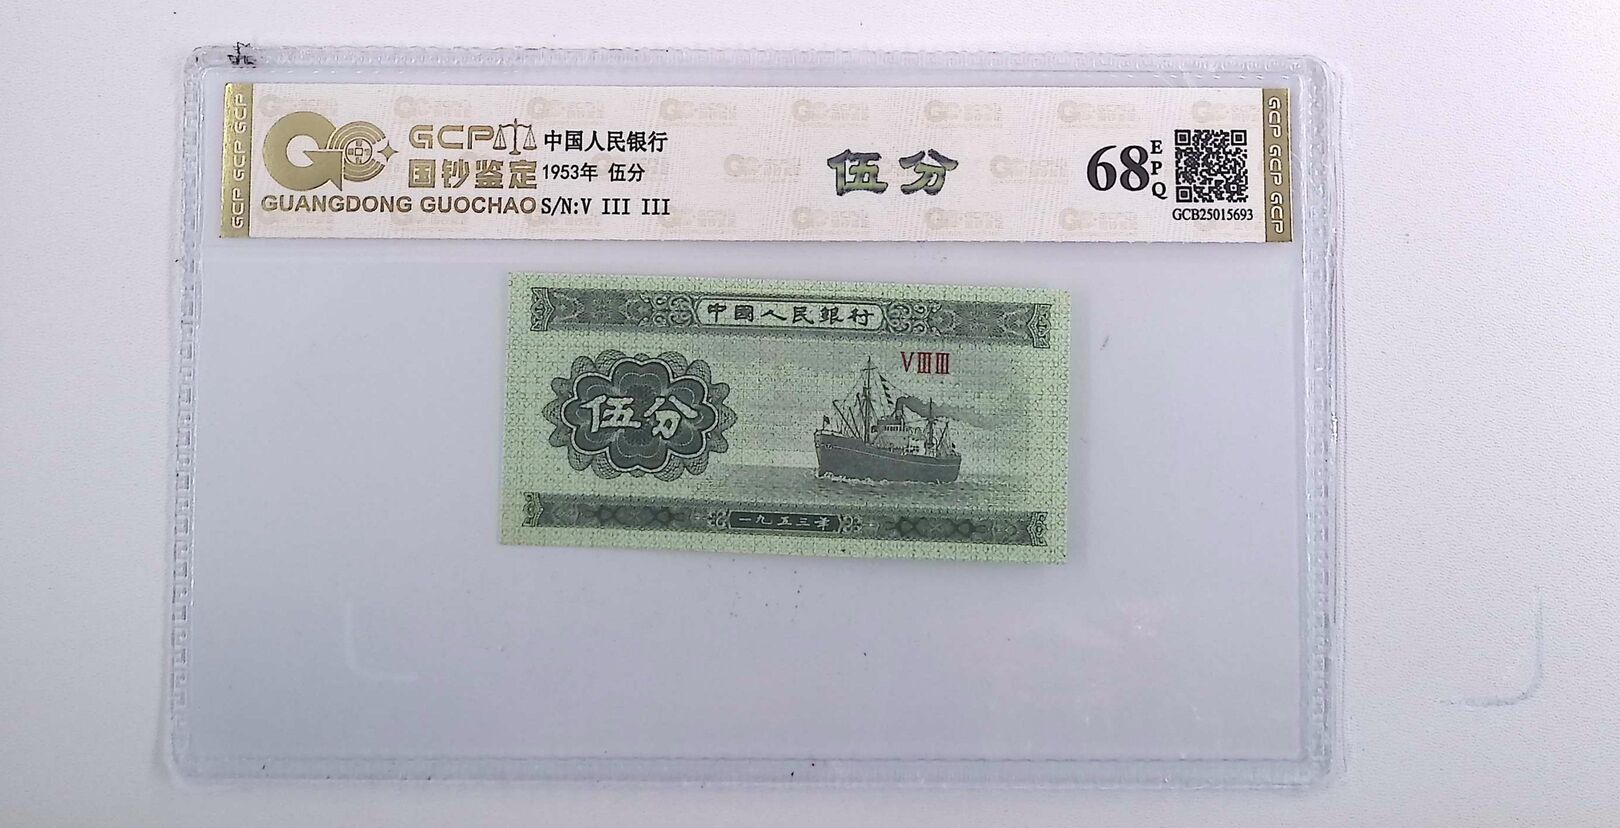 GCP GCP GCP
GCP
国钞鉴定
GUANGDONG GUOCHAO
中国人民银行
1953年 伍分
S/N:V III III
伍分
68
EPQ
GCB25015693
GCP GCP GCP
中國人民銀行
VⅢⅢ
伍分
一九五三年